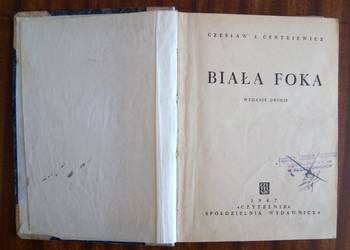 CZESŁAW I CENTKIEWICZ
BIAŁA FOKA
WYDANIE DRUGIE
1947
«CZYTELNIK»
SPÓŁDZIELNIA WYDAWNICZA